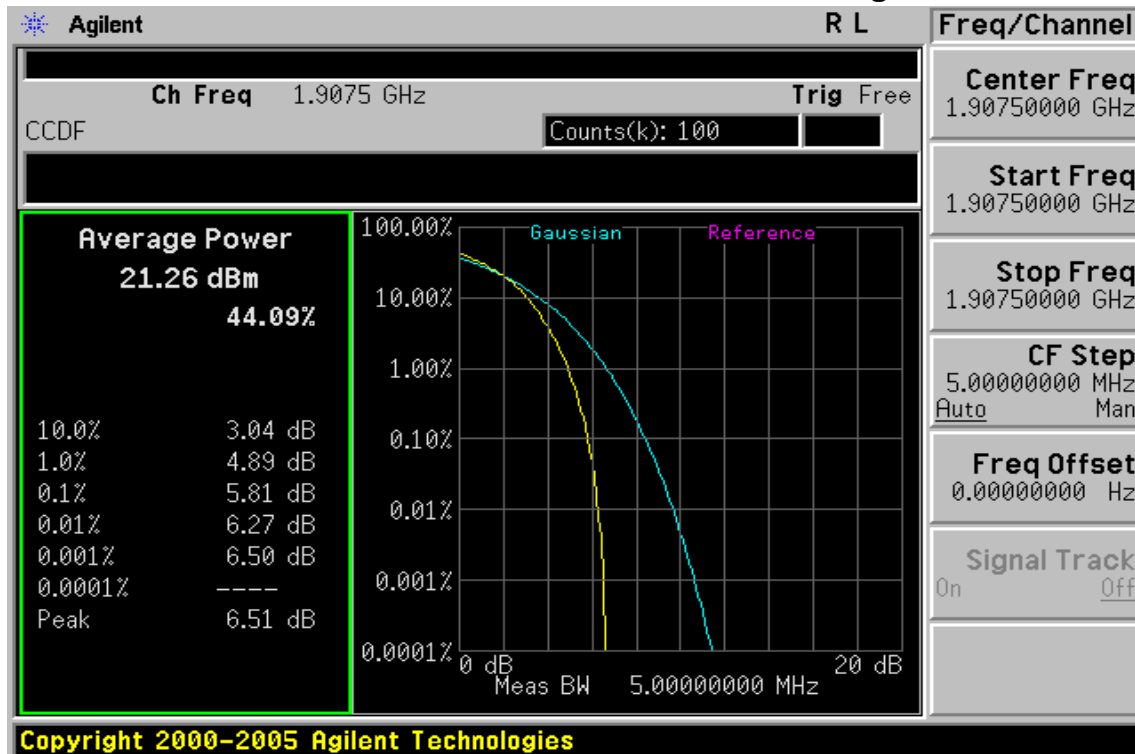 Agilent R L Freq/Channel
Ch Freq 1.9075 GHz Trig Free
CCDF Counts(k): 100
Center Freq
1.90750000 GHz
Start Freq
1.90750000 GHz
Stop Freq
1.90750000 GHz
CF Step
5.00000000 MHz
Auto Man
Freq Offset
0.00000000 Hz
Signal Track
On Off
Average Power
21.26 dBm
44.09%
10.0% 3.04 dB
1.0% 4.89 dB
0.1% 5.81 dB
0.01% 6.27 dB
0.001% 6.50 dB
0.0001% ----
Peak 6.51 dB
Gaussian Reference
100.00%
10.00%
1.00%
0.10%
0.01%
0.001%
0.0001%
0 dB 20 dB
Meas BW 5.00000000 MHz
Copyright 2000-2005 Agilent Technologies